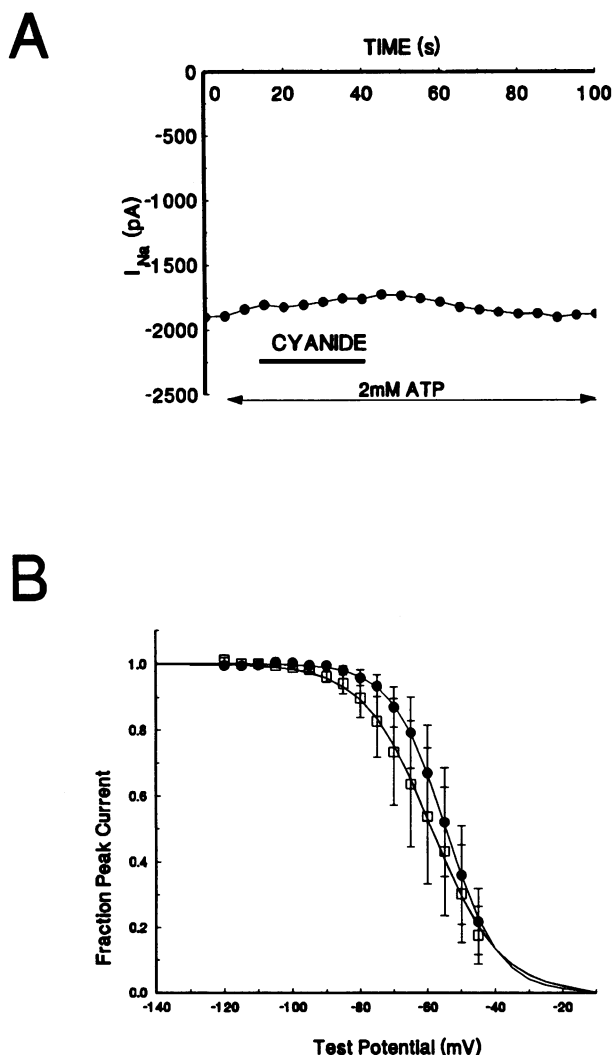 A
TIME (s)
0
0 20 40 60 80 100
-500
-1000
-1500
-2000
-2500
I Na (pA)
CYANIDE
2mM ATP
B
1.0
0.8
0.6
0.4
0.2
0.0
Fraction Peak Current
-140 -120 -100 -80 -60 -40 -20
Test Potential (mV)